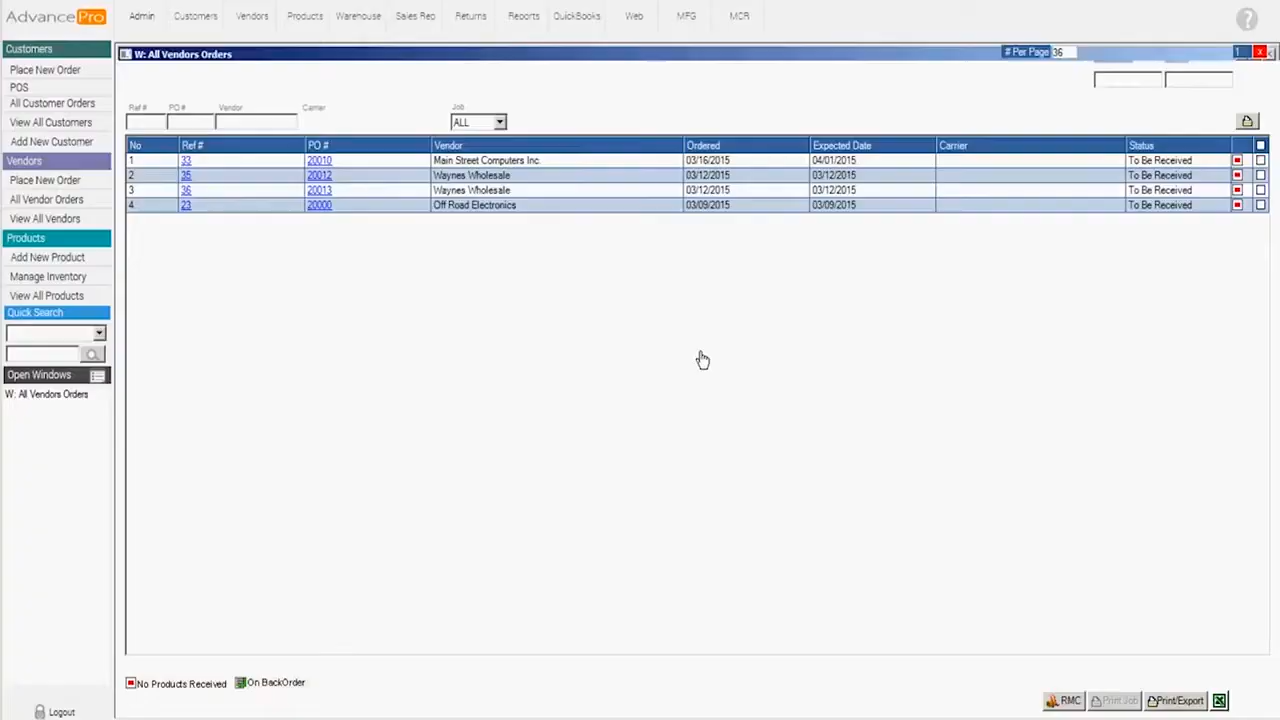 AdvancePro
Admin Customers Vendors Products Warehouse Sales Rep Returns Reports QuickBooks Web MFG MCR
?
Customers
Place New Order
POS
All Customer Orders
View All Customers
Add New Customer
Vendors
Place New Order
All Vendor Orders
View All Vendors
Products
Add New Product
Manage Inventory
View All Products
Quick Search
Open Windows
W: All Vendors Orders
Logout
W: All Vendors Orders # Per Page 36 1 x
Ref # PO # Vendor Carrier Job
ALL
No Ref # PO # Vendor Ordered Expected Date Carrier Status
1 33 20010 Main Street Computers Inc. 03/16/2015 04/01/2015 To Be Received
2 35 20012 Waynes Wholesale 03/12/2015 03/12/2015 To Be Received
3 36 20013 Waynes Wholesale 03/12/2015 03/12/2015 To Be Received
4 23 20000 Off Road Electronics 03/09/2015 03/09/2015 To Be Received
No Products Received On BackOrder
RMC Print Job Print/Export